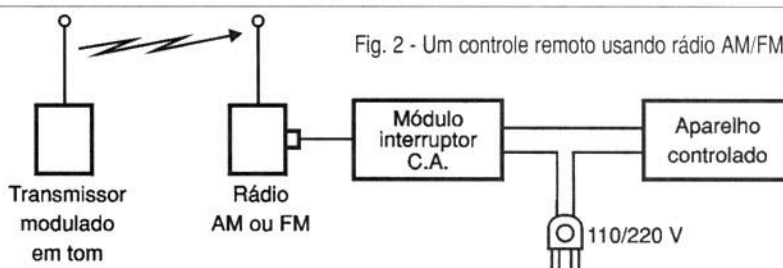 Fig. 2 - Um controle remoto usando rádio AM/FM
Transmissor
modulado
em tom
Rádio
AM ou FM
Módulo
interruptor
C.A.
Aparelho
controlado
110/220 V